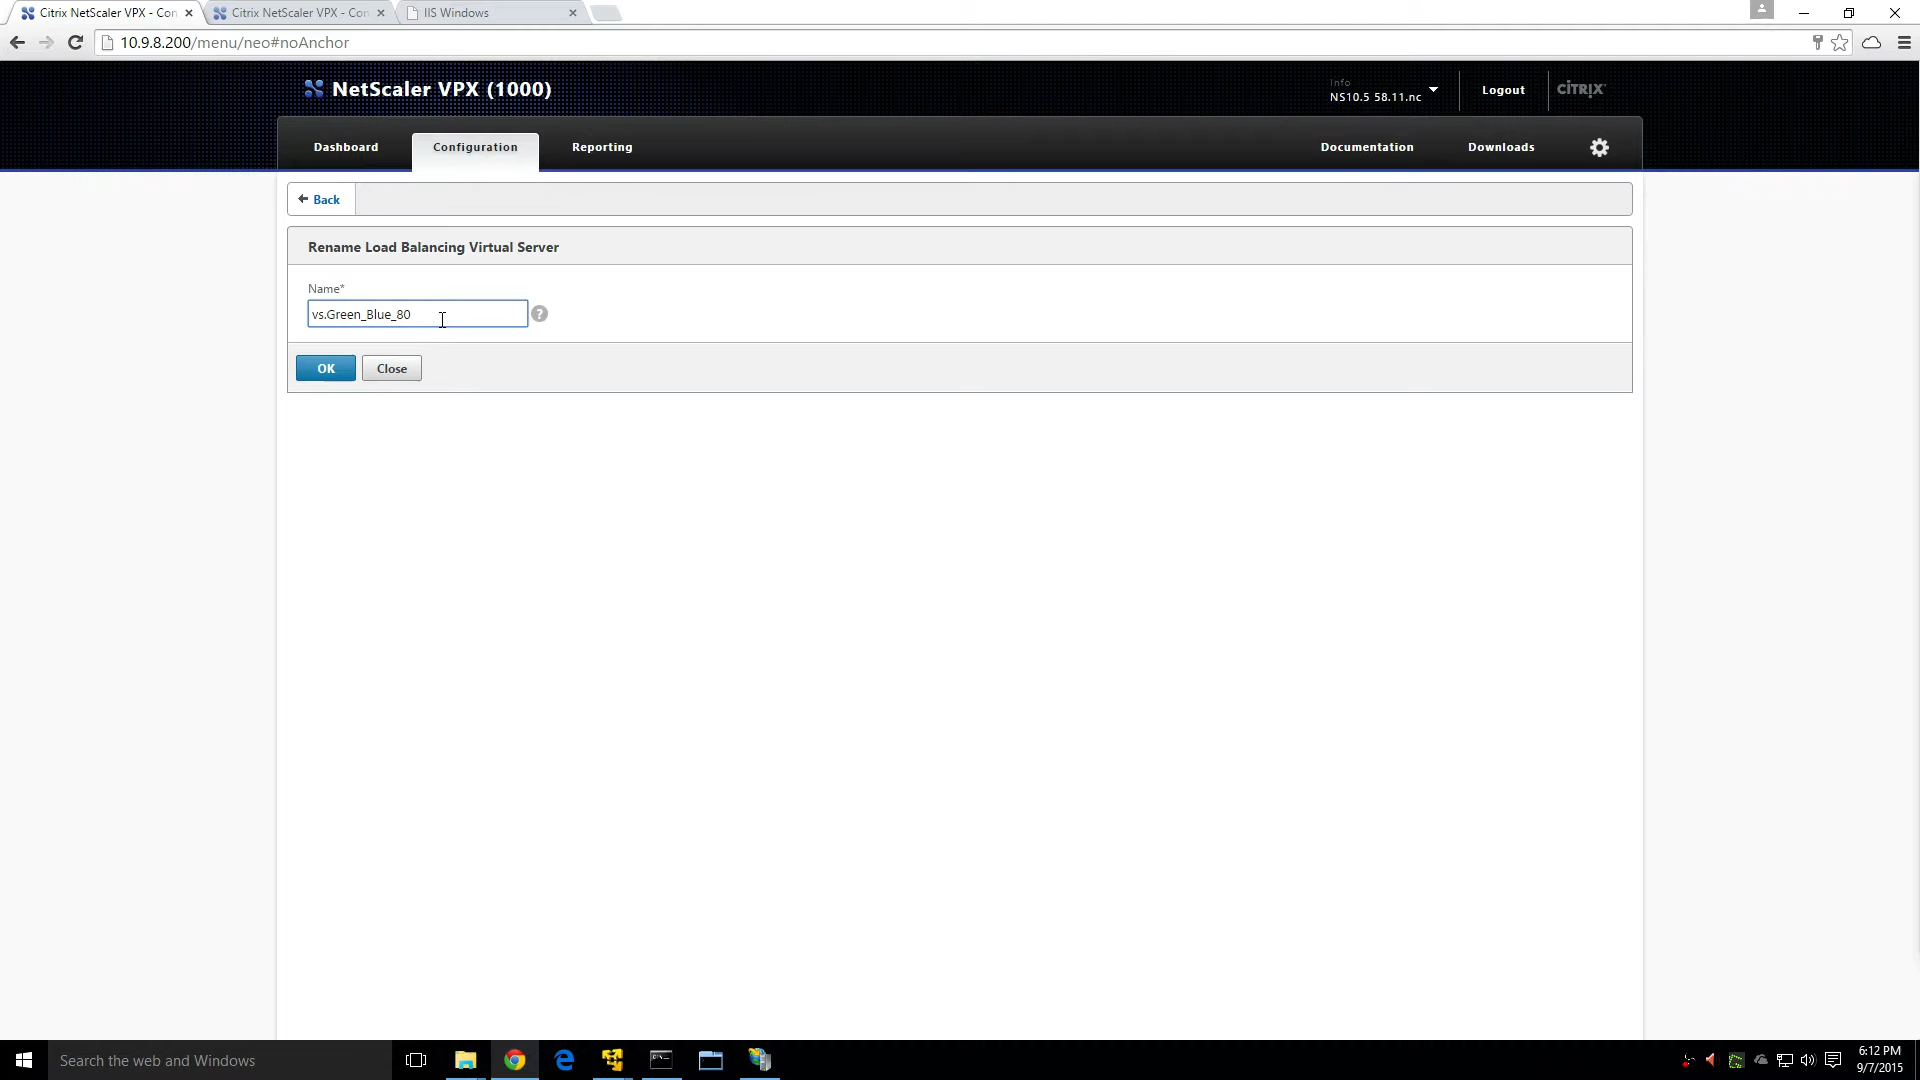 Citrix NetScaler VPX - Con
Citrix NetScaler VPX - Con
IIS Windows
10.9.8.200/menu/neo#noAnchor
NetScaler VPX (1000)
Info
NS10.5 58.11.nc
Logout
CİTRIX
Dashboard
Configuration
Reporting
Documentation
Downloads
Back
Rename Load Balancing Virtual Server
Name*
vs.Green_Blue_80
?
OK
Close
Search the web and Windows
6:12 PM
9/7/2015